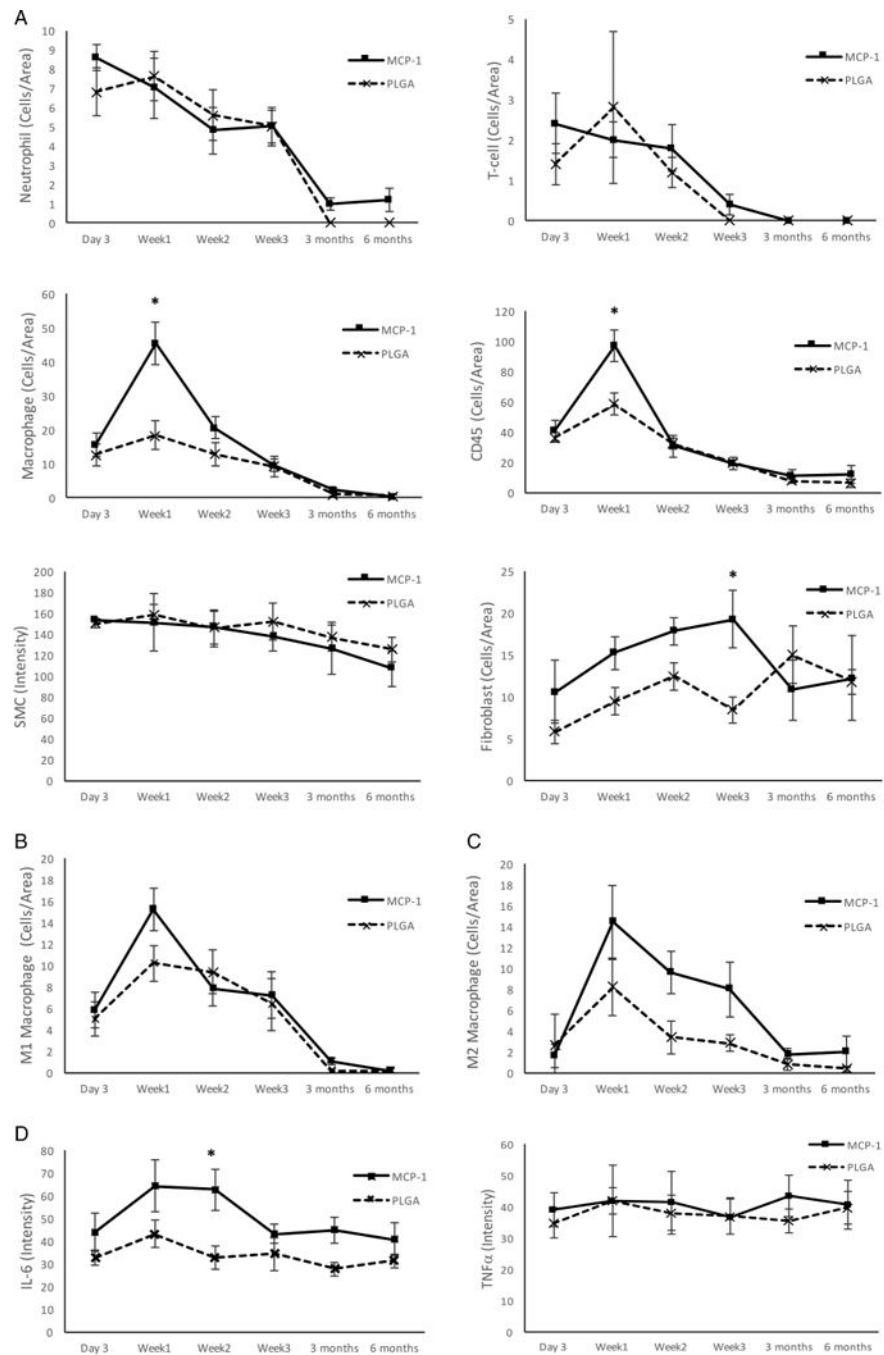 A
Neutrophil (Cells/Area)
10
9
8
7
6
5
4
3
2
1
0
MCP-1
PLGA
Day 3 Week1 Week2 Week3 3 months 6 months
T-cell (Cells/Area)
5
4
3
2
1
0
MCP-1
PLGA
Day 3 Week1 Week2 Week3 3 months 6 months
Macrophage (Cells/Area)
60
50
40
30
20
10
0
*
MCP-1
PLGA
Day 3 Week1 Week2 Week3 3 months 6 months
CD45 (Cells/Area)
120
100
80
60
40
20
0
*
MCP-1
PLGA
Day 3 Week1 Week2 Week3 3 months 6 months
SMC (Intensity)
200
180
160
140
120
100
80
60
40
20
0
MCP-1
PLGA
Day 3 Week1 Week2 Week3 3 months 6 months
Fibroblast (Cells/Area)
25
20
15
10
5
0
*
MCP-1
PLGA
Day 3 Week1 Week2 Week3 3 months 6 months
B
M1 Macrophage (Cells/Area)
20
18
16
14
12
10
8
6
4
2
0
MCP-1
PLGA
Day 3 Week1 Week2 Week3 3 months 6 months
C
M2 Macrophage (Cells/Area)
20
18
16
14
12
10
8
6
4
2
0
MCP-1
PLGA
Day 3 Week1 Week2 Week3 3 months 6 months
D
IL-6 (Intensity)
80
70
60
50
40
30
20
10
0
*
MCP-1
PLGA
Day 3 Week1 Week2 Week3 3 months 6 months
TNFα (Intensity)
60
50
40
30
20
10
0
MCP-1
PLGA
Day 3 Week1 Week2 Week3 3 months 6 months